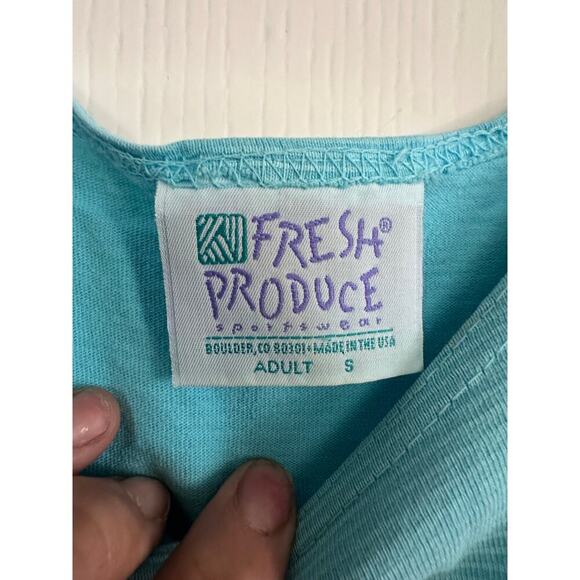 FRESH®
PRODUCE
sportswear
BOULDER, CO 80301 • MADE IN THE USA
ADULT S